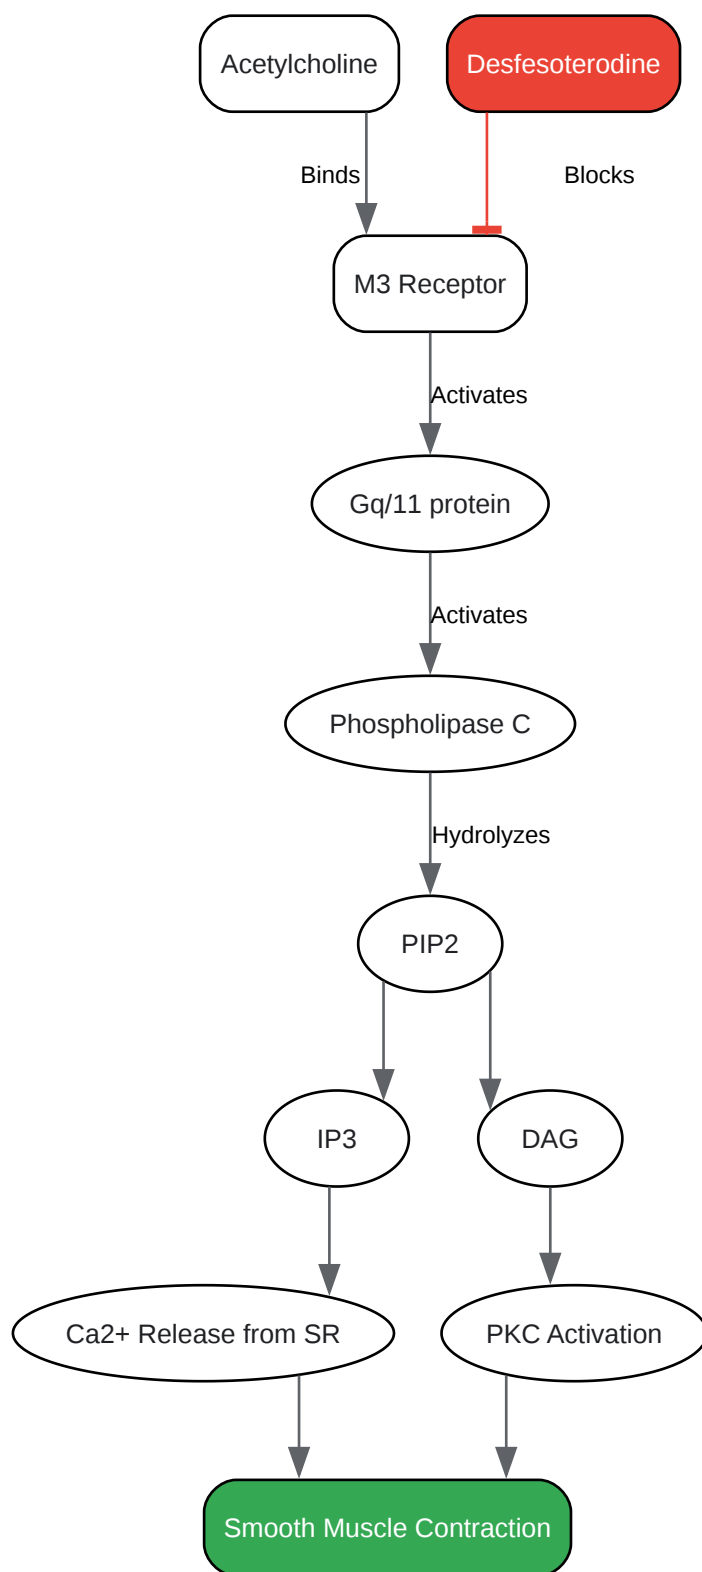 Acetylcholine
Desfesoterodine
Binds
Blocks
M3 Receptor
Activates
Gq/11 protein
Activates
Phospholipase C
Hydrolyzes
PIP2
IP3
DAG
Ca2+ Release from SR
PKC Activation
Smooth Muscle Contraction